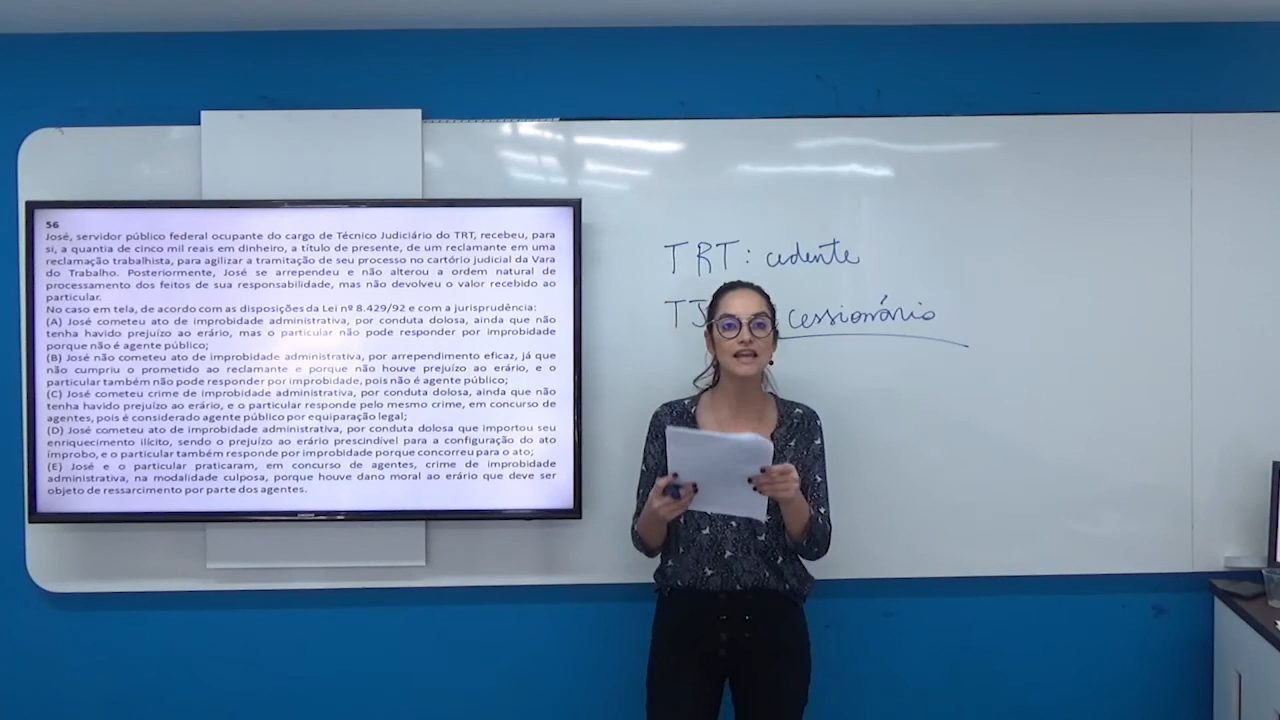 56
José, servidor público federal ocupante do cargo de Técnico Judiciário do TRT, recebeu, para
si, a quantia de cinco mil reais em dinheiro, a título de presente, de um reclamante em uma
reclamação trabalhista, para agilizar a tramitação de seu processo no cartório judicial da Vara
do Trabalho. Posteriormente, José se arrependeu e não alterou a ordem natural de
processamento dos feitos de sua responsabilidade, mas não devolveu o valor recebido ao
particular.
No caso em tela, de acordo com as disposições da Lei nº 8.429/92 e com a jurisprudência:
(A) José cometeu ato de improbidade administrativa, por conduta dolosa, ainda que não
tenha havido prejuízo ao erário, mas o particular não pode responder por improbidade
porque não é agente público;
(B) José não cometeu ato de improbidade administrativa, por arrependimento eficaz, já que
não cumpriu o prometido ao reclamante e porque não houve prejuízo ao erário, e o
particular também não pode responder por improbidade, pois não é agente público;
(C) José cometeu crime de improbidade administrativa, por conduta dolosa, ainda que não
tenha havido prejuízo ao erário, e o particular responde pelo mesmo crime, em concurso de
agentes, pois é considerado agente público por equiparação legal;
(D) José cometeu ato de improbidade administrativa, por conduta dolosa que importou seu
enriquecimento ilícito, sendo o prejuízo ao erário prescindível para a configuração do ato
ímprobo, e o particular também responde por improbidade porque concorreu para o ato;
(E) José e o particular praticaram, em concurso de agentes, crime de improbidade
administrativa, na modalidade culposa, porque houve dano moral ao erário que deve ser
objeto de ressarcimento por parte dos agentes.
TRT: cedente
cessionário